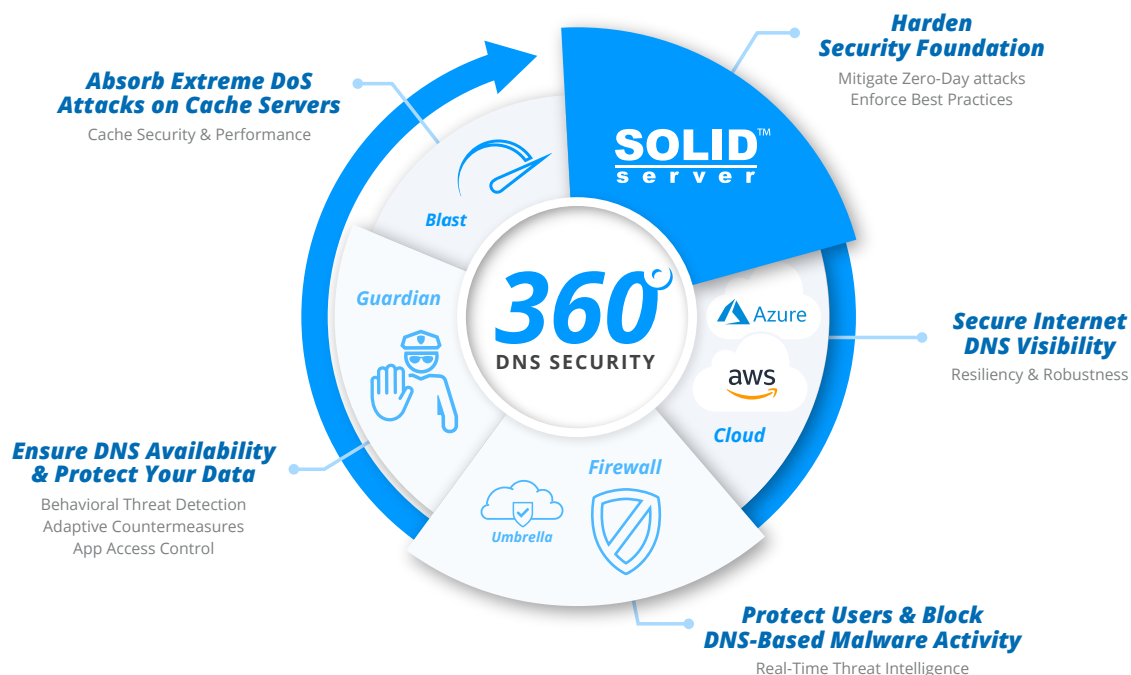 Harden
Security Foundation
Mitigate Zero-Day attacks
Enforce Best Practices
Absorb Extreme DoS
Attacks on Cache Servers
Cache Security & Performance
SOLID™
server
Blast
Guardian
360°
DNS SECURITY
Azure
aws
Cloud
Secure Internet
DNS Visibility
Resiliency & Robustness
Ensure DNS Availability
& Protect Your Data
Behavioral Threat Detection
Adaptive Countermeasures
App Access Control
Firewall
Umbrella
Protect Users & Block
DNS-Based Malware Activity
Real-Time Threat Intelligence